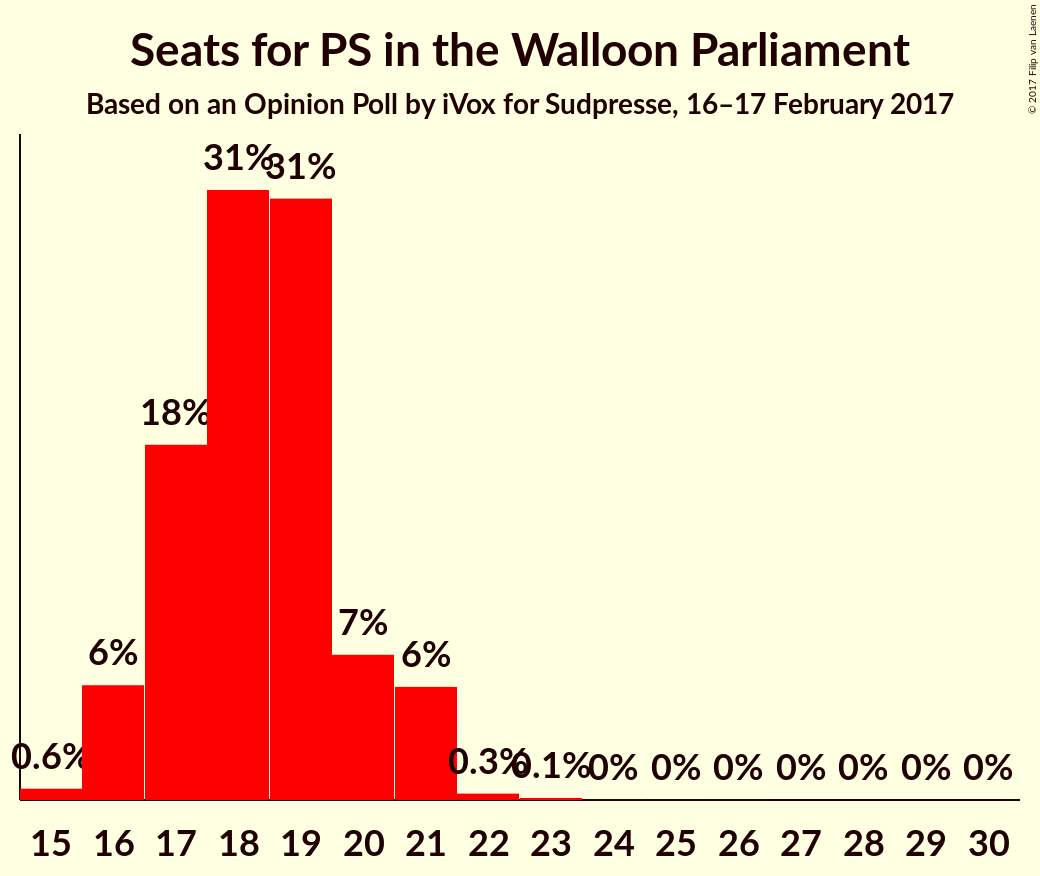 Seats for PS in the Walloon Parliament
Based on an Opinion Poll by iVox for Sudpresse, 16–17 February 2017
© 2017 Filip van Laenen
0.6% 6% 18% 31% 31% 7% 6% 0.3% 0.1% 0% 0% 0% 0% 0% 0% 0%
15 16 17 18 19 20 21 22 23 24 25 26 27 28 29 30